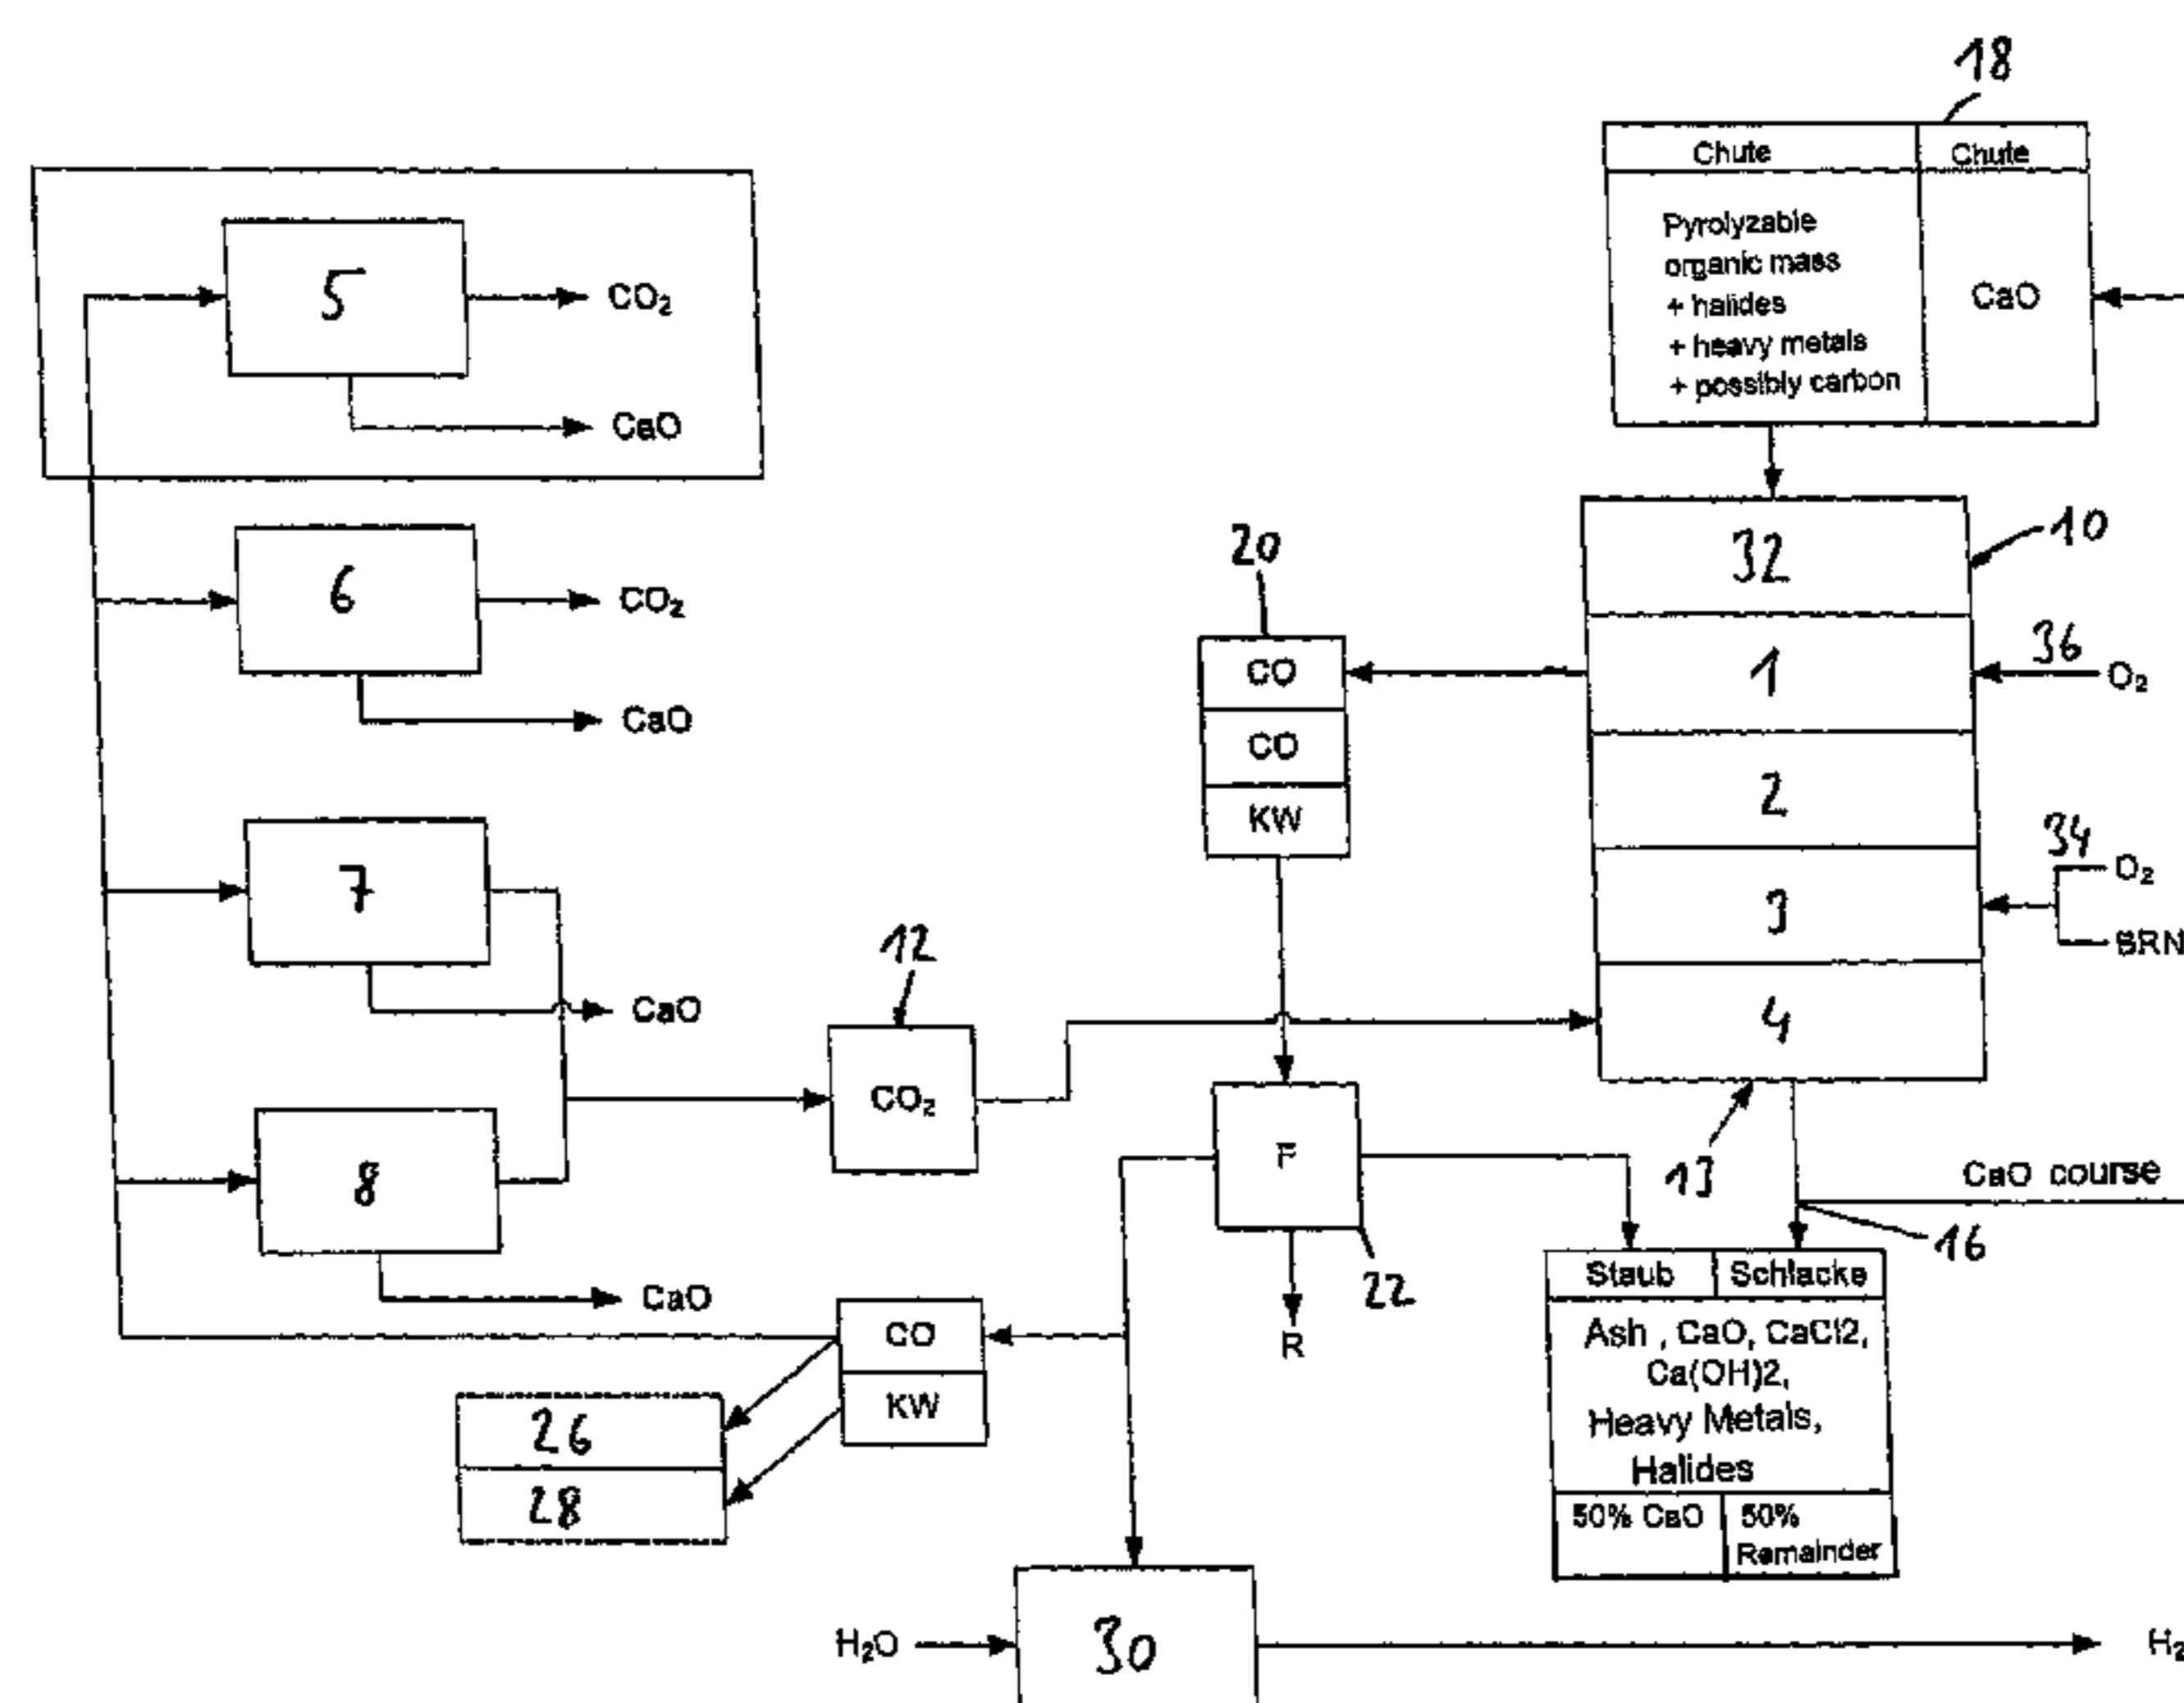 18
Chute
Chute
Pyrolyzable
organic mass
+ halides
+ heavy metals
+ possibly carbon
CaO
5
CO₂
CaO
6
CO₂
CaO
7
CaO
8
CaO
12
CO₂
20
CO
CO
KW
32
10
1
36
O₂
2
34
O₂
3
BRN
4
13
F
22
R
CaO course
16
Staub
Schlacke
Ash , CaO, CaCl2,
Ca(OH)2,
Heavy Metals,
Halides
50% CaO
50%
Remainder
CO
KW
26
28
H₂O
30
H₂